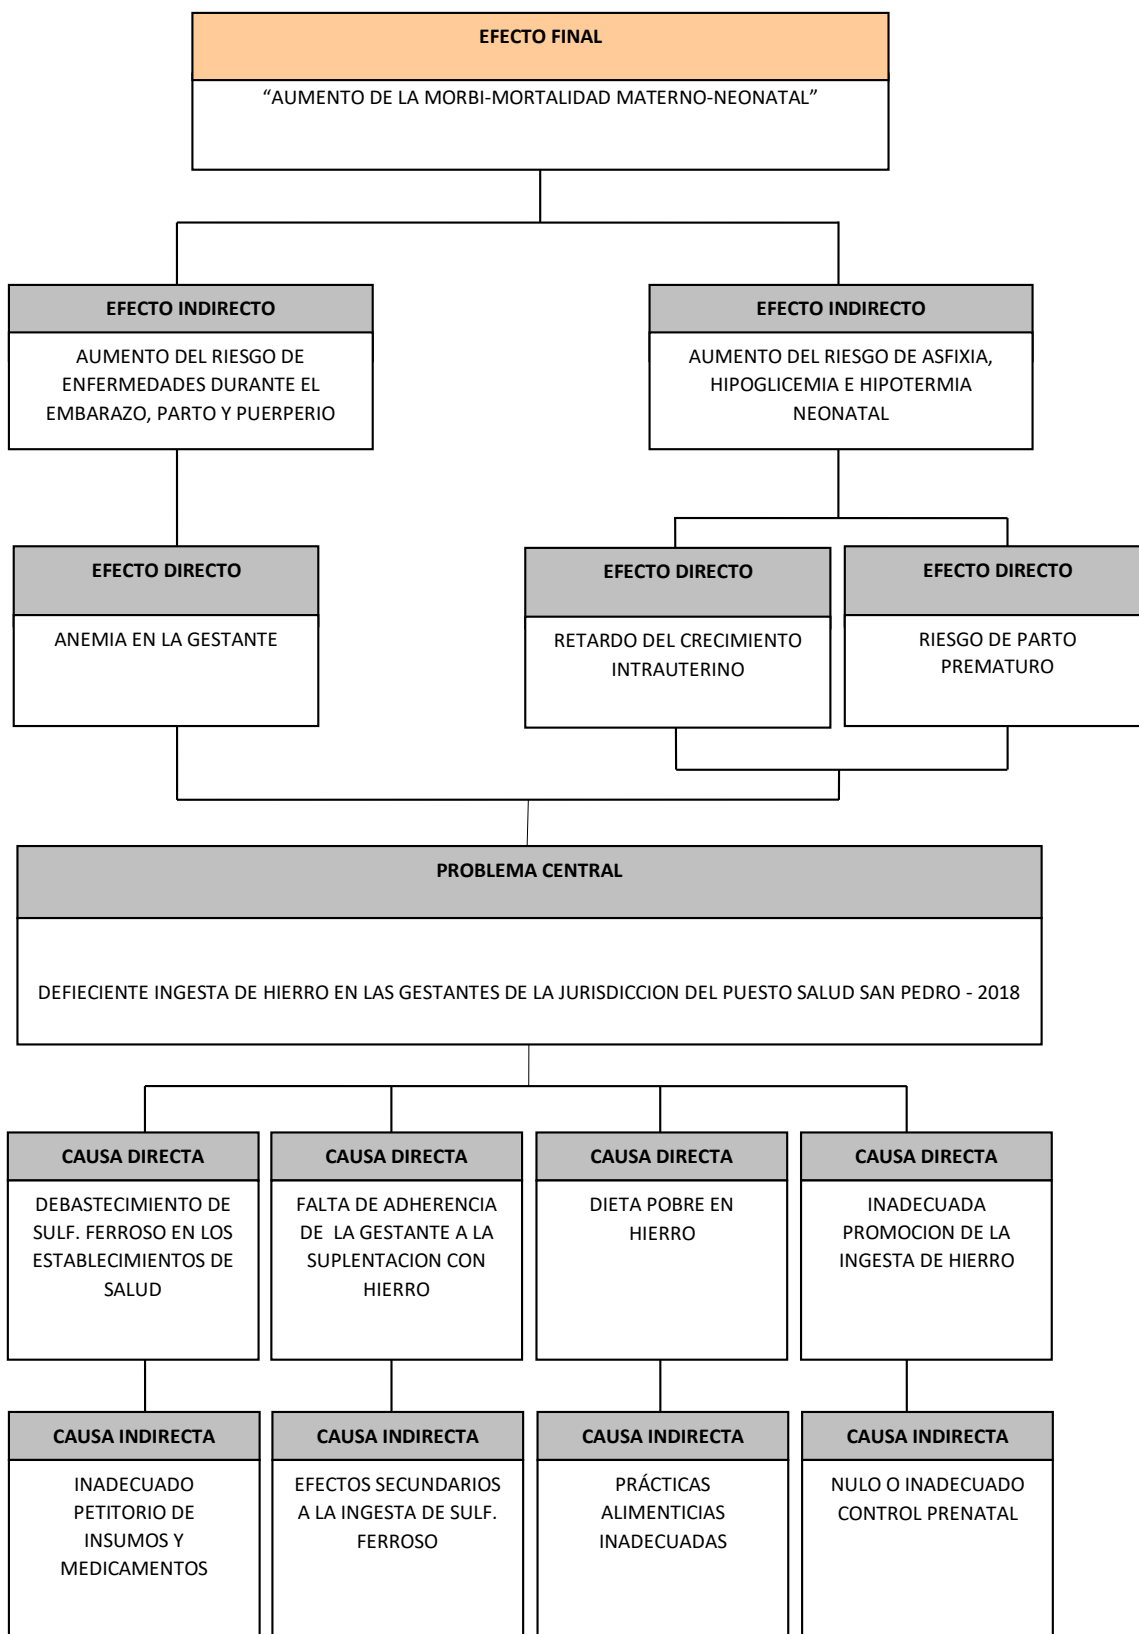 EFECTO FINAL
“AUMENTO DE LA MORBI-MORTALIDAD MATERNO-NEONATAL”
EFECTO INDIRECTO
AUMENTO DEL RIESGO DE
ENFERMEDADES DURANTE EL
EMBARAZO, PARTO Y PUERPERIO
EFECTO INDIRECTO
AUMENTO DEL RIESGO DE ASFIXIA,
HIPOGLICEMIA E HIPOTERMIA
NEONATAL
EFECTO DIRECTO
ANEMIA EN LA GESTANTE
EFECTO DIRECTO
RETARDO DEL CRECIMIENTO
INTRAUTERINO
EFECTO DIRECTO
RIESGO DE PARTO
PREMATURO
PROBLEMA CENTRAL
DEFIECIENTE INGESTA DE HIERRO EN LAS GESTANTES DE LA JURISDICCION DEL PUESTO SALUD SAN PEDRO - 2018
CAUSA DIRECTA
DEBASTECIMIENTO DE
SULF. FERROSO EN LOS
ESTABLECIMIENTOS DE
SALUD
CAUSA DIRECTA
FALTA DE ADHERENCIA
DE LA GESTANTE A LA
SUPLENTACION CON
HIERRO
CAUSA DIRECTA
DIETA POBRE EN
HIERRO
CAUSA DIRECTA
INADECUADA
PROMOCION DE LA
INGESTA DE HIERRO
CAUSA INDIRECTA
INADECUADO
PETITORIO DE
INSUMOS Y
MEDICAMENTOS
CAUSA INDIRECTA
EFECTOS SECUNDARIOS
A LA INGESTA DE SULF.
FERROSO
CAUSA INDIRECTA
PRÁCTICAS
ALIMENTICIAS
INADECUADAS
CAUSA INDIRECTA
NULO O INADECUADO
CONTROL PRENATAL